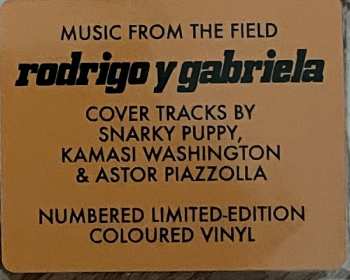 MUSIC FROM THE FIELD
rodrigo y gabriela
COVER TRACKS BY
SNARKY PUPPY,
KAMASI WASHINGTON
& ASTOR PIAZZOLLA
NUMBERED LIMITED-EDITION
COLOURED VINYL